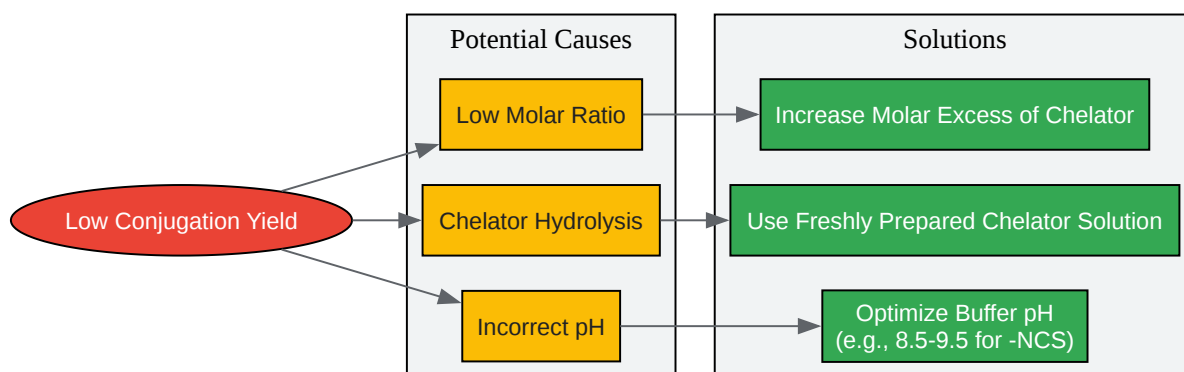 Potential Causes
Solutions
Low Molar Ratio
Increase Molar Excess of Chelator
Low Conjugation Yield
Chelator Hydrolysis
Use Freshly Prepared Chelator Solution
Incorrect pH
Optimize Buffer pH
(e.g., 8.5-9.5 for -NCS)